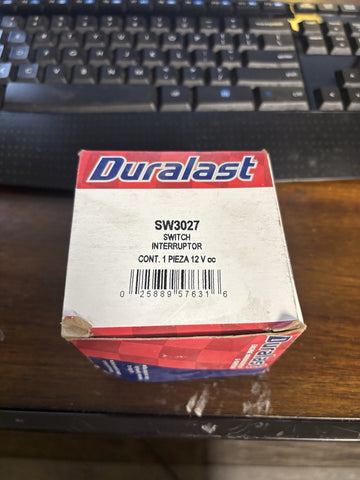 Duralast
SW3027
SWITCH
INTERRUPTOR
CONT. 1 PIEZA 12 V cc
0 25889 57631 6
Duralast